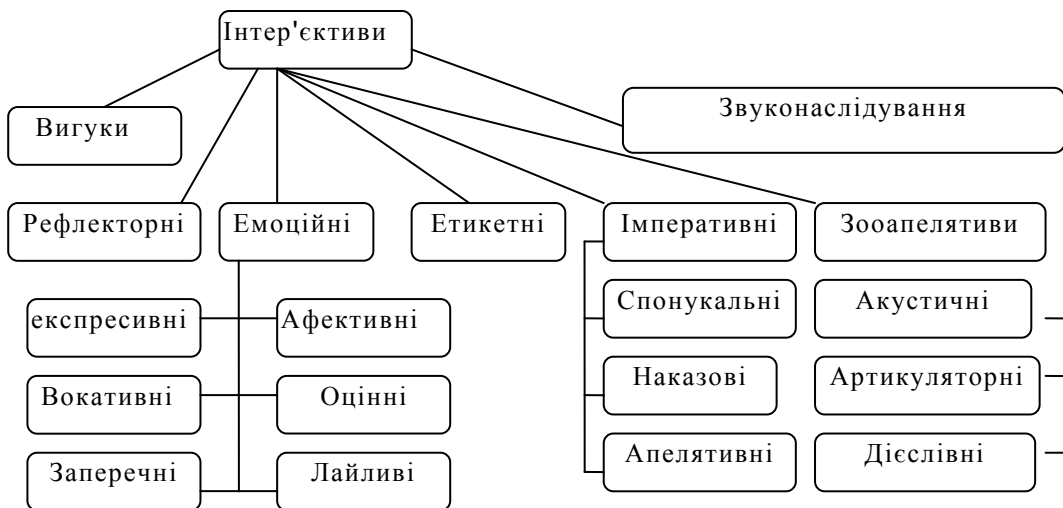 Інтер'єктиви
Вигуки
Звуконаслідування
Рефлекторні
Емоційні
Етикетні
Імперативні
Зооапелятиви
експресивні
Афективні
Спонукальні
Акустичні
Вокативні
Оцінні
Наказові
Артикуляторні
Заперечні
Лайливі
Апелятивні
Дієслівні